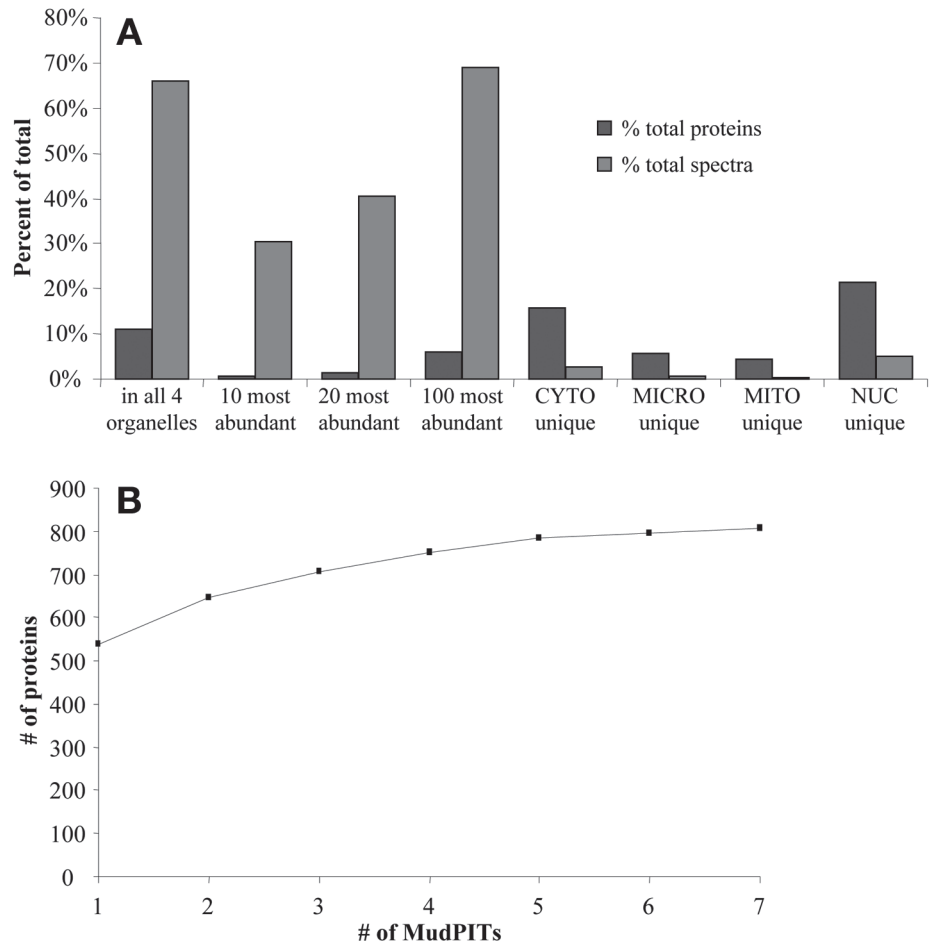 A
80%
70%
60%
50%
40%
30%
20%
10%
0%
Percent of total
% total proteins
% total spectra
in all 4
organelles
10 most
abundant
20 most
abundant
100 most
abundant
CYTO
unique
MICRO
unique
MITO
unique
NUC
unique
B
900
800
700
600
500
400
300
200
100
0
# of proteins
1 2 3 4 5 6 7
# of MudPITs